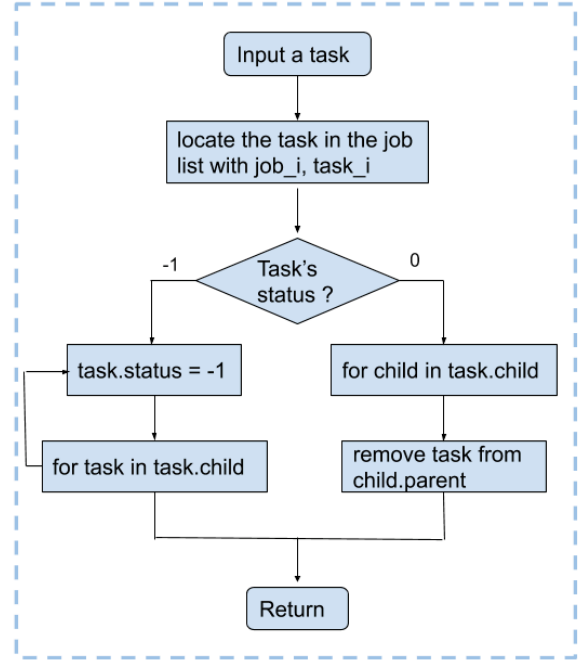 Input a task
locate the task in the job
list with job_i, task_i
-1
Task's
status ?
0
task.status = -1
for child in task.child
for task in task.child
remove task from
child.parent
Return